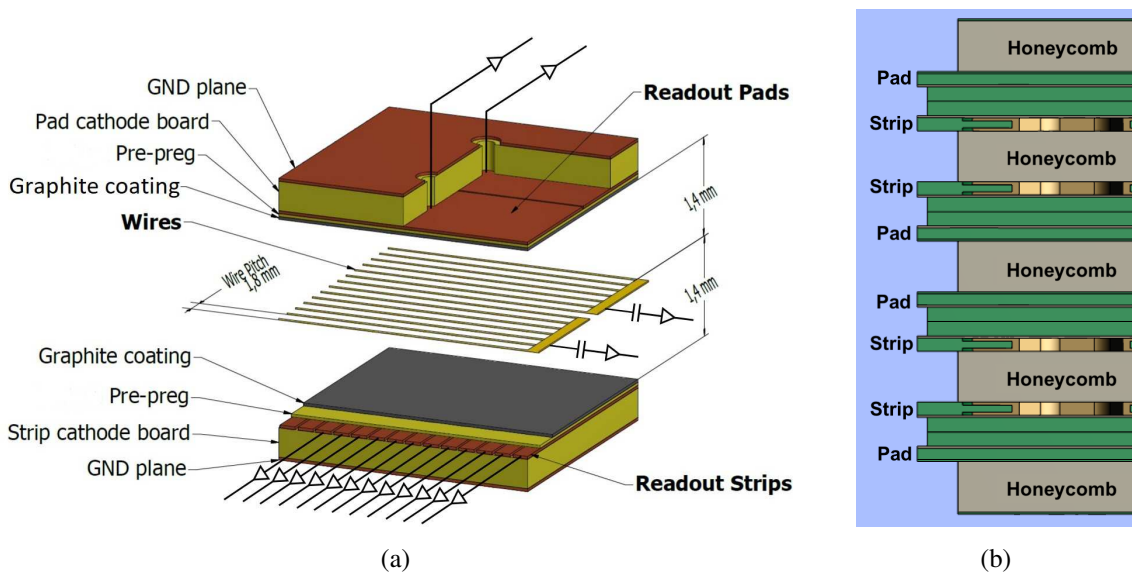 GND plane
Pad cathode board
Pre-preg
Graphite coating
Wires
Readout Pads
1,4 mm
Wire Pitch
1,8 mm
1,4 mm
Graphite coating
Pre-preg
Strip cathode board
GND plane
Readout Strips
(a)
Honeycomb
Pad
Strip
Honeycomb
Strip
Pad
Honeycomb
Pad
Strip
Honeycomb
Strip
Pad
Honeycomb
(b)